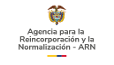 Agencia para la
Reincorporación y la
Normalización - ARN